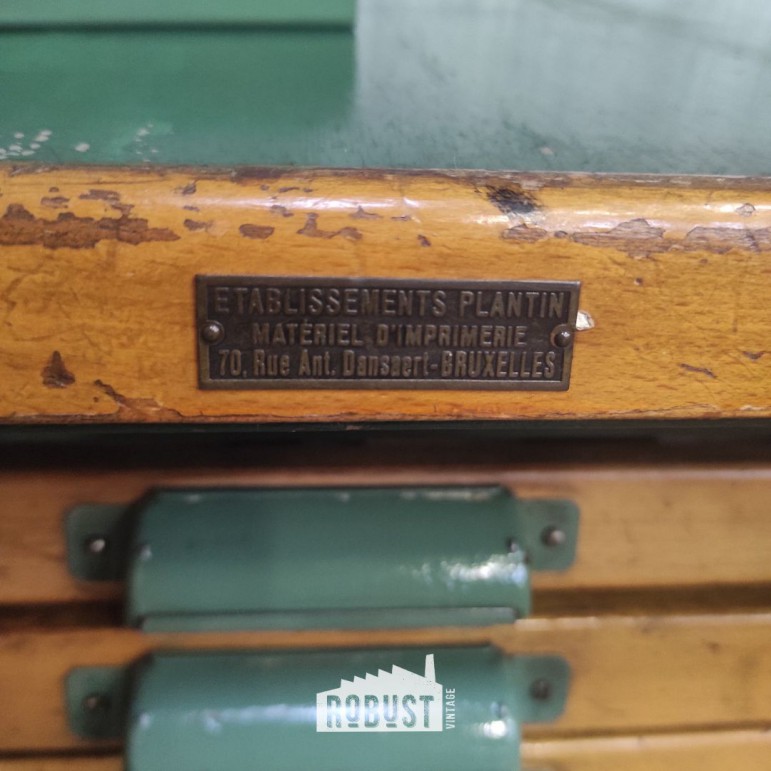 ETABLISSEMENTS PLANTIN
MATÉRIEL D'IMPRIMERIE
70, Rue Ant. Dansaert-BRUXELLES
ROBUST
VINTAGE